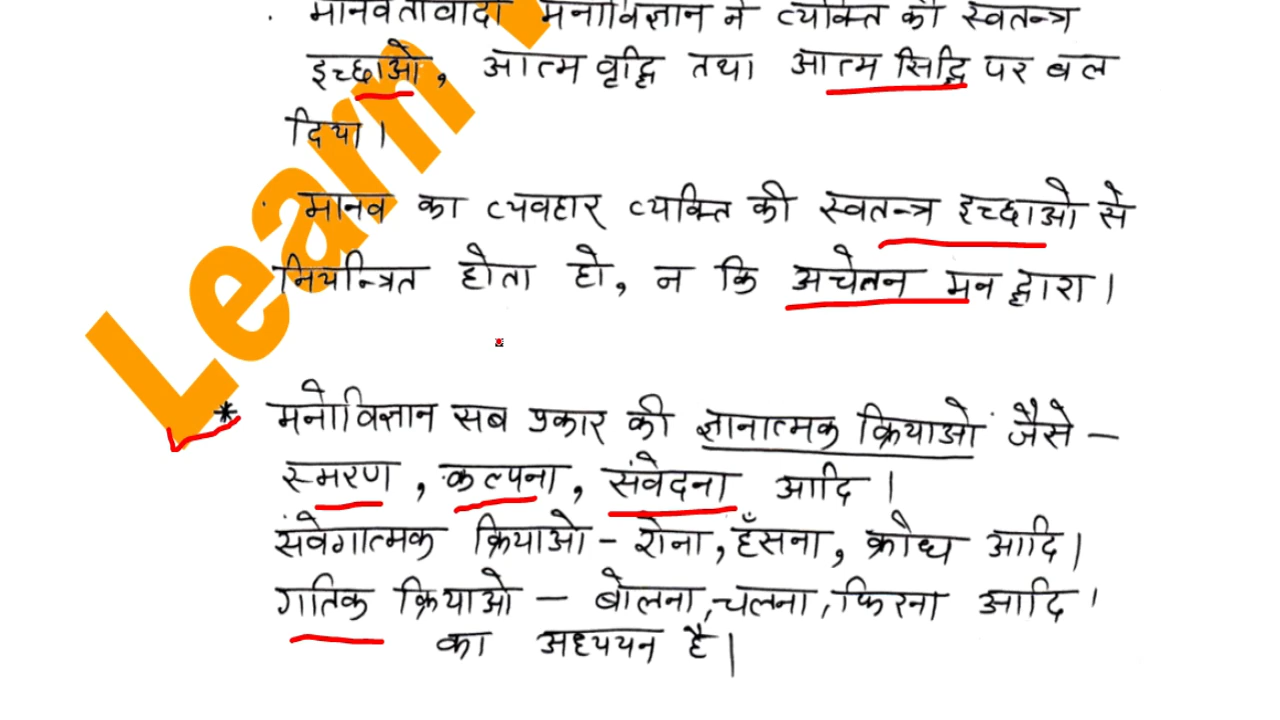 . मानवतावादी मनोविज्ञान ने व्यक्ति की स्वतन्त्र
इच्छाओ, आत्म वृद्धि तथा आत्म सिद्धि पर बल
दिया।
. मानव का व्यवहार व्यक्ति की स्वतन्त्र इच्छाओ से
नियन्त्रित होता हो, न कि अचेतन मन द्वारा।
* मनोविज्ञान सब प्रकार की ज्ञानात्मक क्रियाओ जैसे –
स्मरण, कल्पना, संवेदना आदि।
संवेगात्मक क्रियाओ – रोना, हँसना, क्रोध आदि।
गतिक क्रियाओ – बोलना, चलना, फिरना आदि।
का अध्ययन है।
Learn